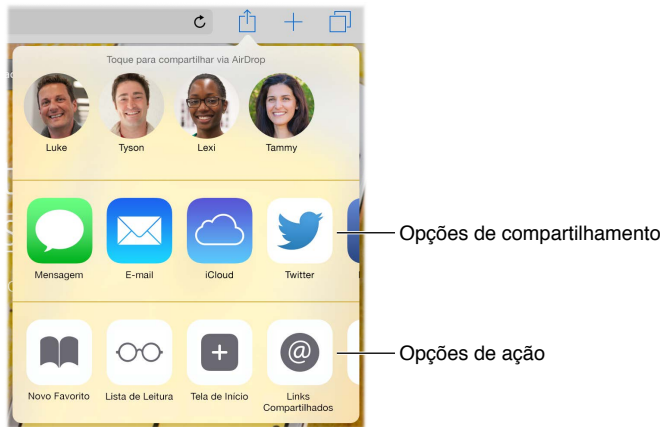 Toque para compartilhar via AirDrop
Luke
Tyson
Lexi
Tammy
Mensagem
E-mail
iCloud
Twitter
Opções de compartilhamento
Novo Favorito
Lista de Leitura
Tela de Início
Links
Compartilhados
Opções de ação